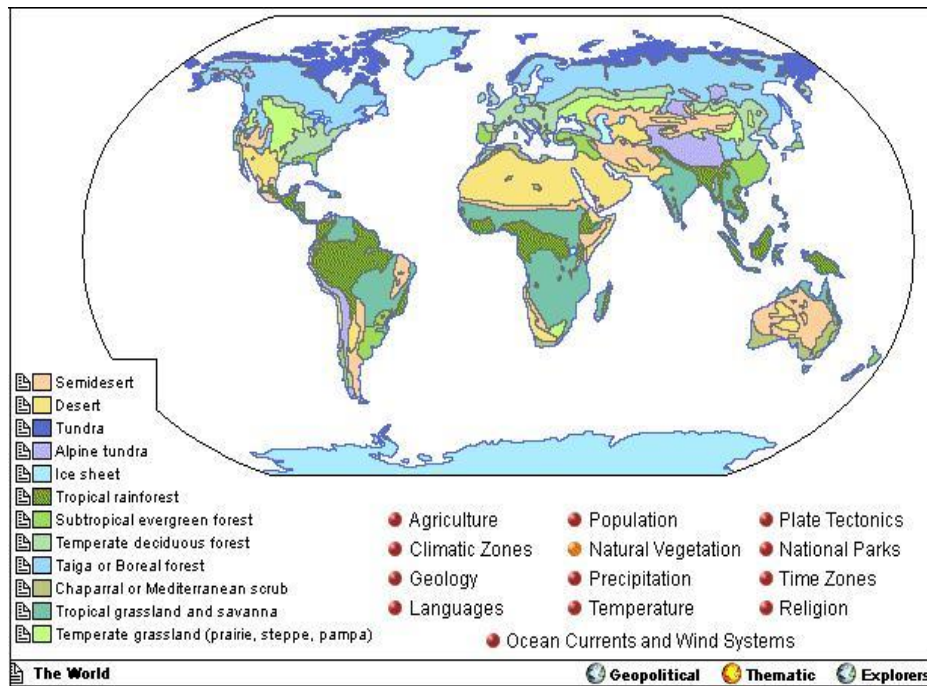 Semidesert
Desert
Tundra
Alpine tundra
Ice sheet
Tropical rainforest
Subtropical evergreen forest
Temperate deciduous forest
Taiga or Boreal forest
Chaparral or Mediterranean scrub
Tropical grassland and savanna
Temperate grassland (prairie, steppe, pampa)
Agriculture
Population
Plate Tectonics
Climatic Zones
Natural Vegetation
National Parks
Geology
Precipitation
Time Zones
Languages
Temperature
Religion
Ocean Currents and Wind Systems
The World
Geopolitical
Thematic
Explorers